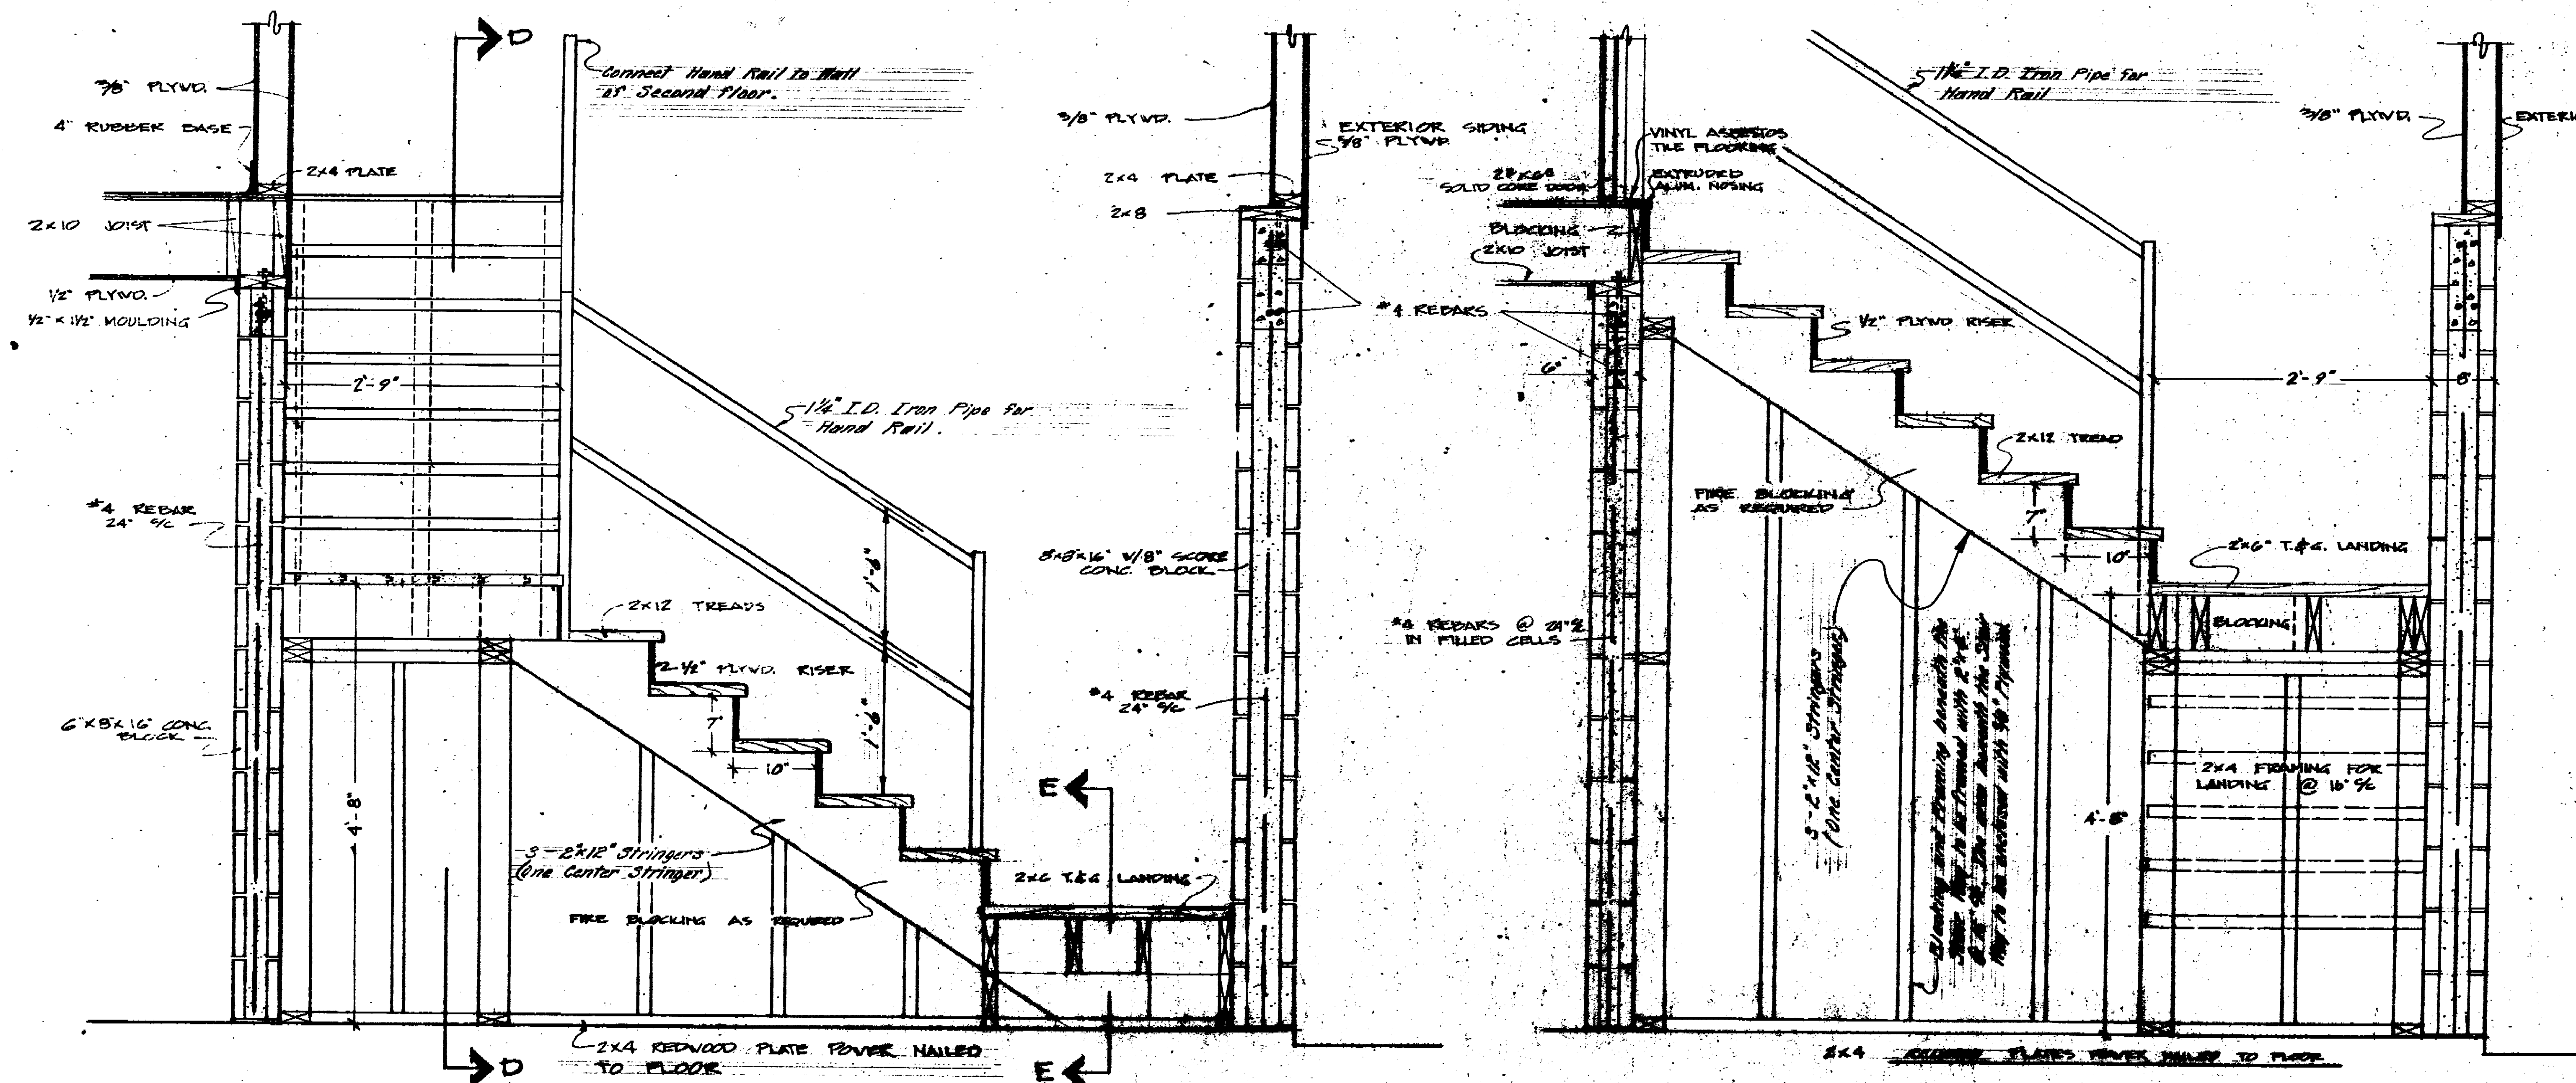 D
3/8" PLYWD.
4" RUBBER BASE
2x4 PLATE
2x10 JOIST
1/2" PLYWD.
1/2" x 1 1/2" MOULDING
Connect Hand Rail To Wall
of Second floor.
2'-9"
1 1/4" I.D. Iron Pipe for
Hand Rail.
#4 REBAR
24" o/c
1'-6"
1'-6"
2x12 TREADS
1/2" PLYWD. RISER
7"
10"
6"x8"x16" CONC.
BLOCK
4'-8"
3 - 2"x12" Stringers
(One Center Stringer)
FIRE BLOCKING AS REQUIRED
2x6 T.&G. LANDING
E
E
D
2x4 REDWOOD PLATE POWER NAILED
TO FLOOR
3/8" PLYWD.
EXTERIOR SIDING
5/8" PLYWD.
2x4 PLATE
2x8
#4 REBARS
8x8x16" W/8" SCORE
CONC. BLOCK
#4 REBAR
24" o/c
VINYL ASBESTOS
TILE FLOORING
SOLID CORE DOOR
EXTRUDED
ALUM. NOSING
BLOCKING
2x10 JOIST
6"
1/2" PLYWD RISER
1 1/4" I.D. Iron Pipe for
Hand Rail
3/8" PLYWD.
2'-9"
8"
2x12 TREAD
FIRE BLOCKING
AS REQUIRED
7"
10"
2x6" T.&G. LANDING
BLOCKING
#4 REBARS @ 24" o/c
IN FILLED CELLS
3 - 2"x12" Stringers
(One Center Stringer)
2x4 FRAMING FOR
LANDING @ 16" o/c
4'-8"
2x4 PLATES POWER NAILED TO FLOOR